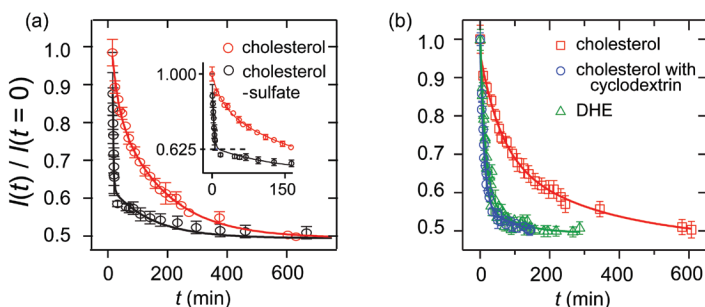 (a)
I(t) / I(t = 0)
1.0
0.9
0.8
0.7
0.6
0.5
0
200
400
600
t (min)
cholesterol
cholesterol
-sulfate
1.000
0.625
0
150
(b)
1.0
0.9
0.8
0.7
0.6
0.5
0
200
400
600
t (min)
cholesterol
cholesterol with
cyclodextrin
DHE